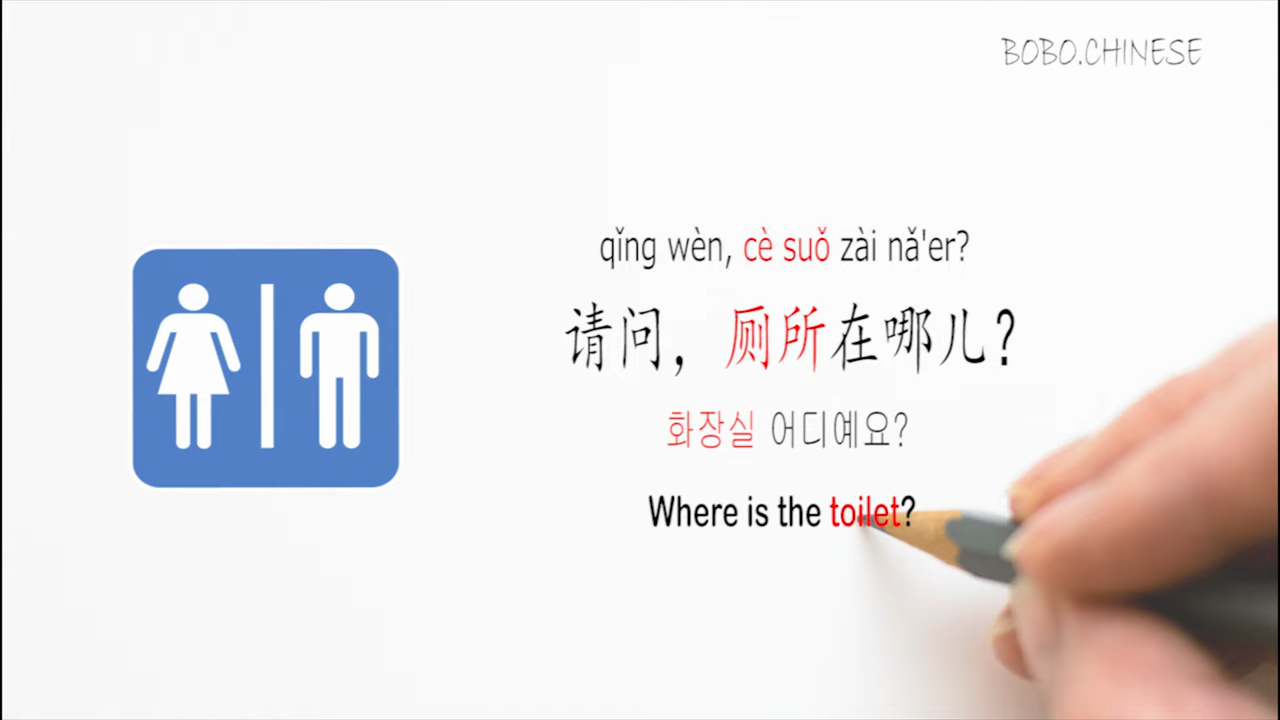 BOBO.CHINESE
qǐng wèn, cè suǒ zài nǎ'er?
请问，厕所在哪儿？
화장실 어디예요?
Where is the toilet?